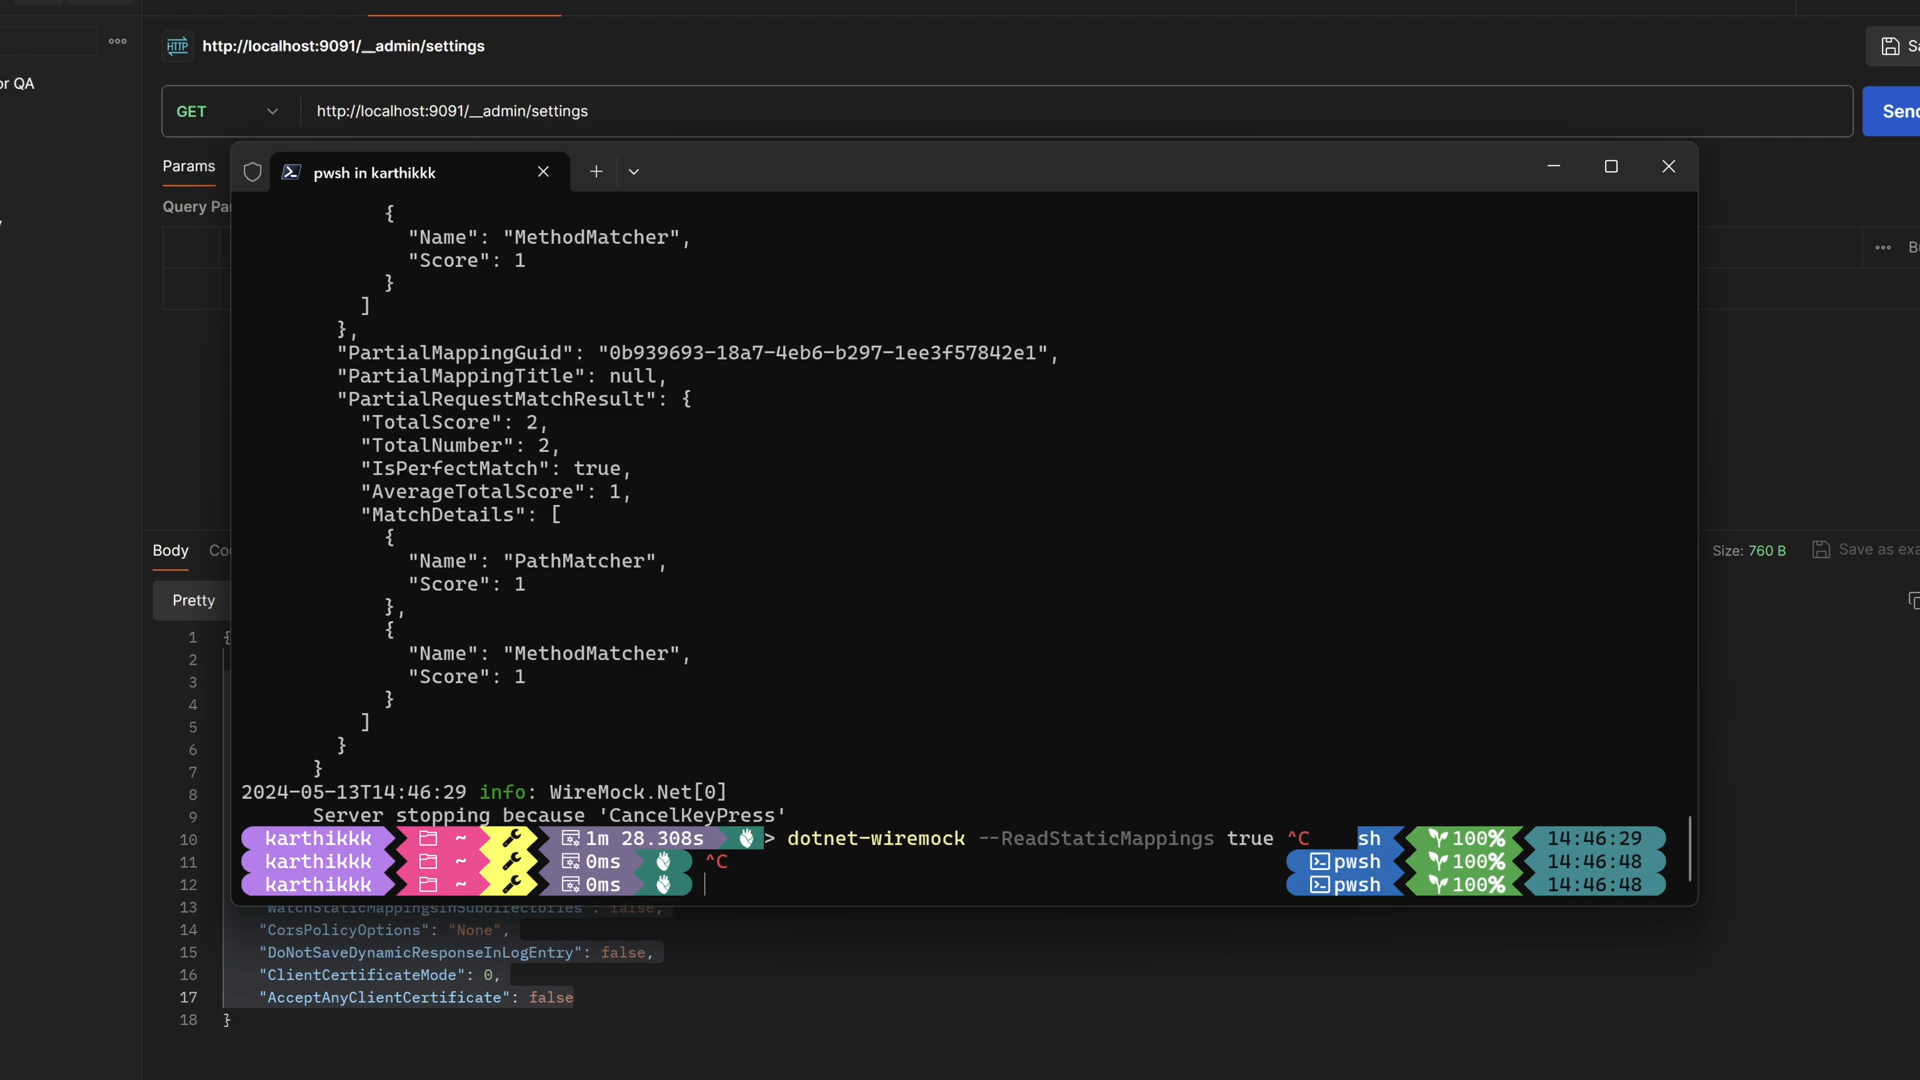 http://localhost:9091/__admin/settings
or QA
GET
http://localhost:9091/__admin/settings
Params
pwsh in karthikkk
{
"Name": "MethodMatcher",
"Score": 1
}
]
},
"PartialMappingGuid": "0b939693-18a7-4eb6-b297-1ee3f57842e1",
"PartialMappingTitle": null,
"PartialRequestMatchResult": {
"TotalScore": 2,
"TotalNumber": 2,
"IsPerfectMatch": true,
"AverageTotalScore": 1,
"MatchDetails": [
{
"Name": "PathMatcher",
"Score": 1
},
{
"Name": "MethodMatcher",
"Score": 1
}
]
}
}
2024-05-13T14:46:29 info: WireMock.Net[0]
Server stopping because 'CancelKeyPress'
karthikkk ~ 1m 28.308s > dotnet-wiremock --ReadStaticMappings true ^C sh 100% 14:46:29
karthikkk ~ 0ms ^C pwsh 100% 14:46:48
karthikkk ~ 0ms pwsh 100% 14:46:48
Query Pa
Body Coo
Size: 760 B Save as exa
Pretty
1 {
2
3
4
5
6
7
8
9
10
11
12
13 "WatchStaticMappingsInSubdirectories": false,
14 "CorsPolicyOptions": "None",
15 "DoNotSaveDynamicResponseInLogEntry": false,
16 "ClientCertificateMode": 0,
17 "AcceptAnyClientCertificate": false
18 }
Sa
Send